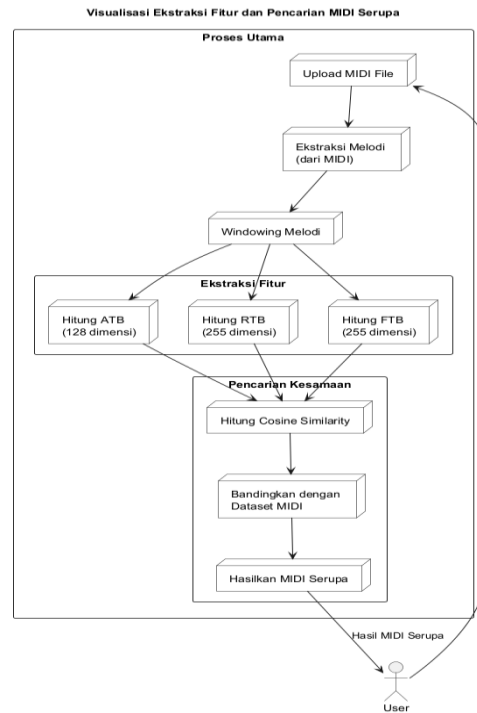 Visualisasi Ekstraksi Fitur dan Pencarian MIDI Serupa
Proses Utama
Upload MIDI File
Ekstraksi Melodi
(dari MIDI)
Windowing Melodi
Ekstraksi Fitur
Hitung ATB
(128 dimensi)
Hitung RTB
(255 dimensi)
Hitung FTB
(255 dimensi)
Pencarian Kesamaan
Hitung Cosine Similarity
Bandingkan dengan
Dataset MIDI
Hasilkan MIDI Serupa
Hasil MIDI Serupa
User